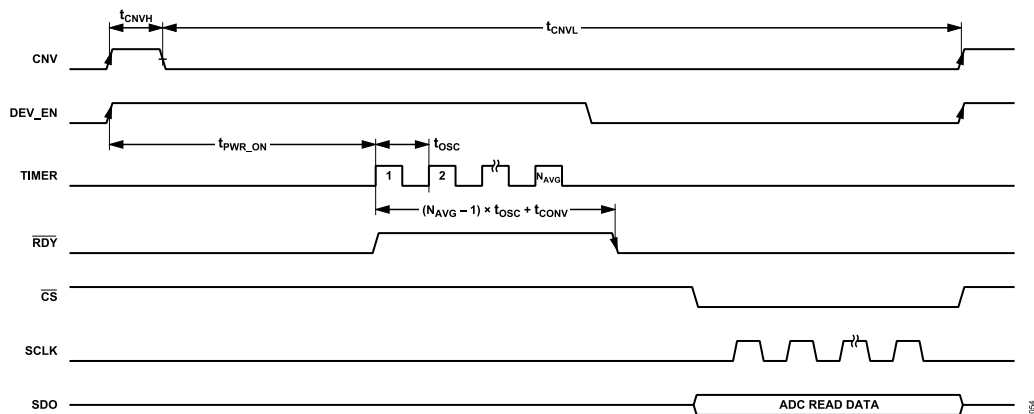 tCNVH
tCNVL
CNV
DEV_EN
tPWR_ON
tOSC
TIMER
1
2
NAVG
(NAVG – 1) × tOSC + tCONV
RDY
CS
SCLK
SDO
ADC READ DATA